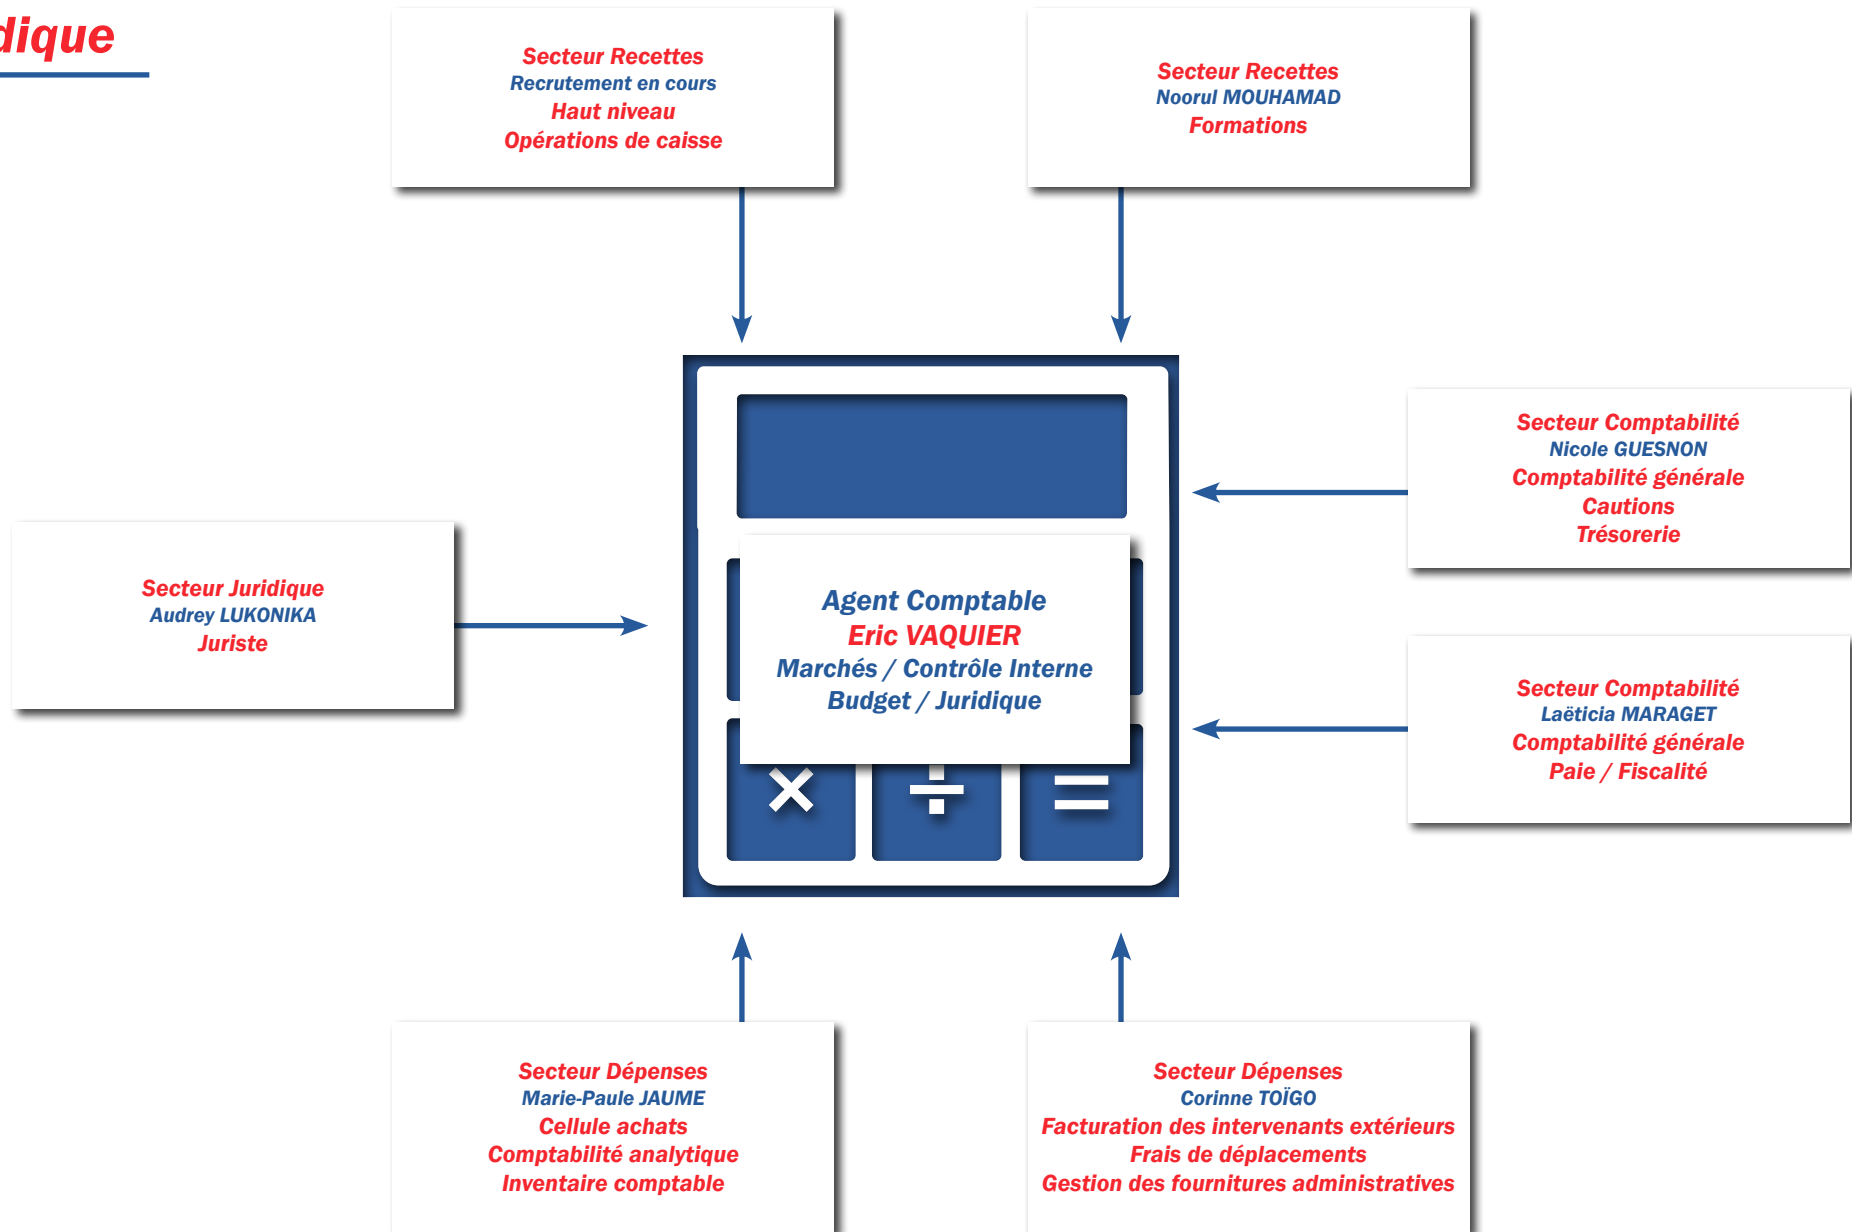 dique
Secteur Recettes
Recrutement en cours
Haut niveau
Opérations de caisse
Secteur Recettes
Noorul MOUHAMAD
Formations
Secteur Comptabilité
Nicole GUESNON
Comptabilité générale
Cautions
Trésorerie
Secteur Juridique
Audrey LUKONIKA
Juriste
Agent Comptable
Eric VAQUIER
Marchés / Contrôle Interne
Budget / Juridique
Secteur Comptabilité
Laëticia MARAGET
Comptabilité générale
Paie / Fiscalité
× ÷ =
Secteur Dépenses
Marie-Paule JAUME
Cellule achats
Comptabilité analytique
Inventaire comptable
Secteur Dépenses
Corinne TOÏGO
Facturation des intervenants extérieurs
Frais de déplacements
Gestion des fournitures administratives